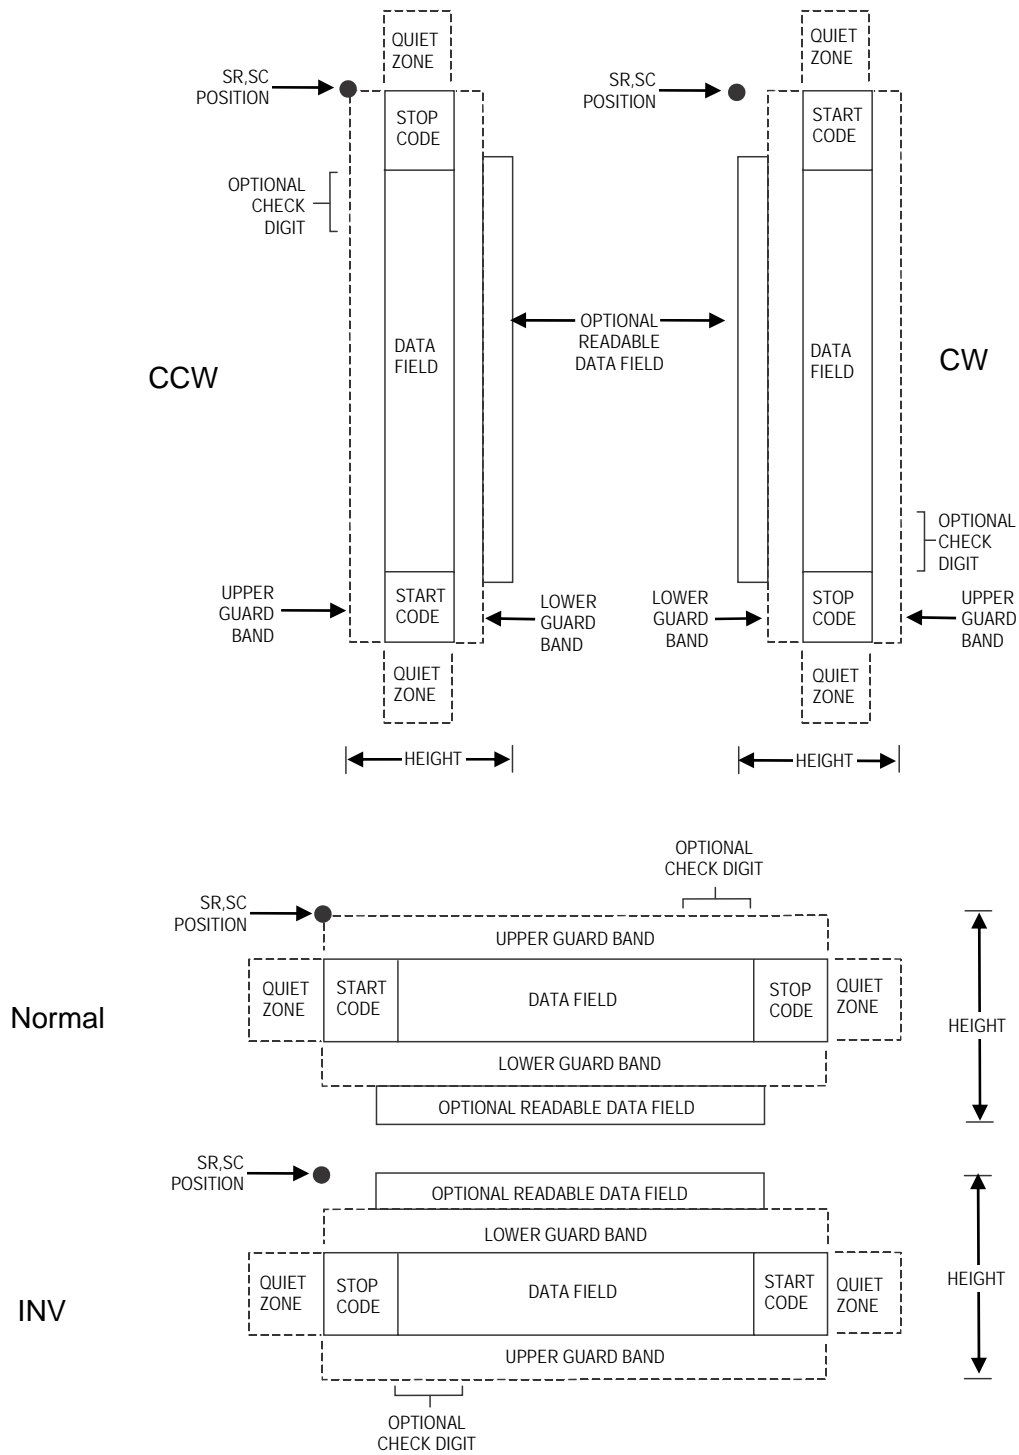 QUIET
ZONE
QUIET
ZONE
SR,SC
POSITION
SR,SC
POSITION
STOP
CODE
START
CODE
OPTIONAL
CHECK
DIGIT
OPTIONAL
READABLE
DATA FIELD
DATA
FIELD
DATA
FIELD
CCW
CW
OPTIONAL
CHECK
DIGIT
UPPER
GUARD
BAND
START
CODE
LOWER
GUARD
BAND
LOWER
GUARD
BAND
STOP
CODE
UPPER
GUARD
BAND
QUIET
ZONE
QUIET
ZONE
HEIGHT
HEIGHT
OPTIONAL
CHECK DIGIT
SR,SC
POSITION
UPPER GUARD BAND
Normal
QUIET
ZONE
START
CODE
DATA FIELD
STOP
CODE
QUIET
ZONE
HEIGHT
LOWER GUARD BAND
OPTIONAL READABLE DATA FIELD
SR,SC
POSITION
OPTIONAL READABLE DATA FIELD
LOWER GUARD BAND
INV
QUIET
ZONE
STOP
CODE
DATA FIELD
START
CODE
QUIET
ZONE
HEIGHT
UPPER GUARD BAND
OPTIONAL
CHECK DIGIT